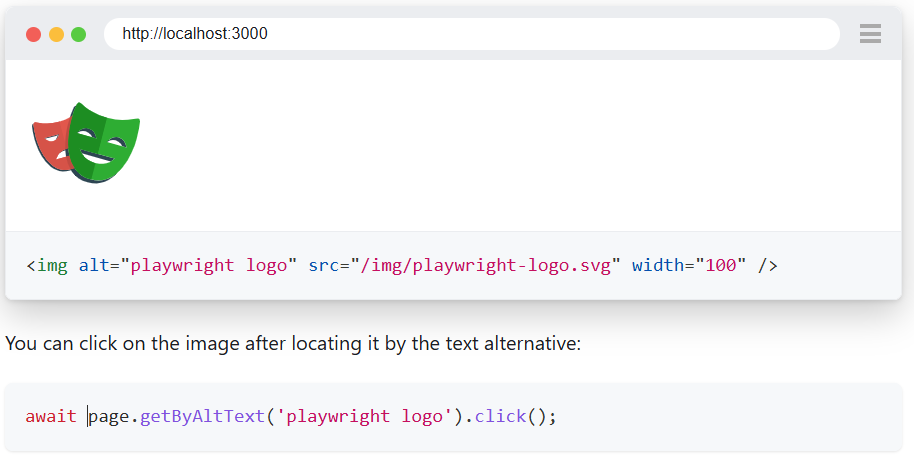 http://localhost:3000
<img alt="playwright logo" src="/img/playwright-logo.svg" width="100" />
You can click on the image after locating it by the text alternative:
await page.getByAltText('playwright logo').click();